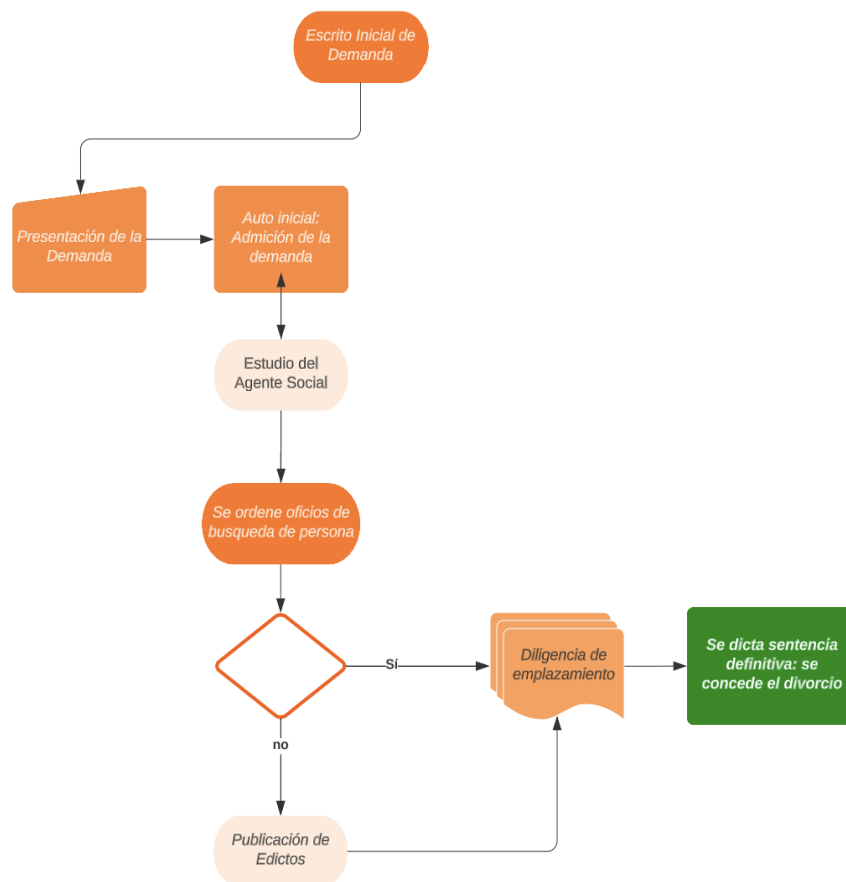 Escrito Inicial de
Demanda
Presentación de la
Demanda
Auto inicial:
Admición de la
demanda
Estudio del
Agente Social
Se ordene oficios de
busqueda de persona
Sí
Diligencia de
emplazamiento
Se dicta sentencia
definitiva: se
concede el divorcio
no
Publicación de
Edictos